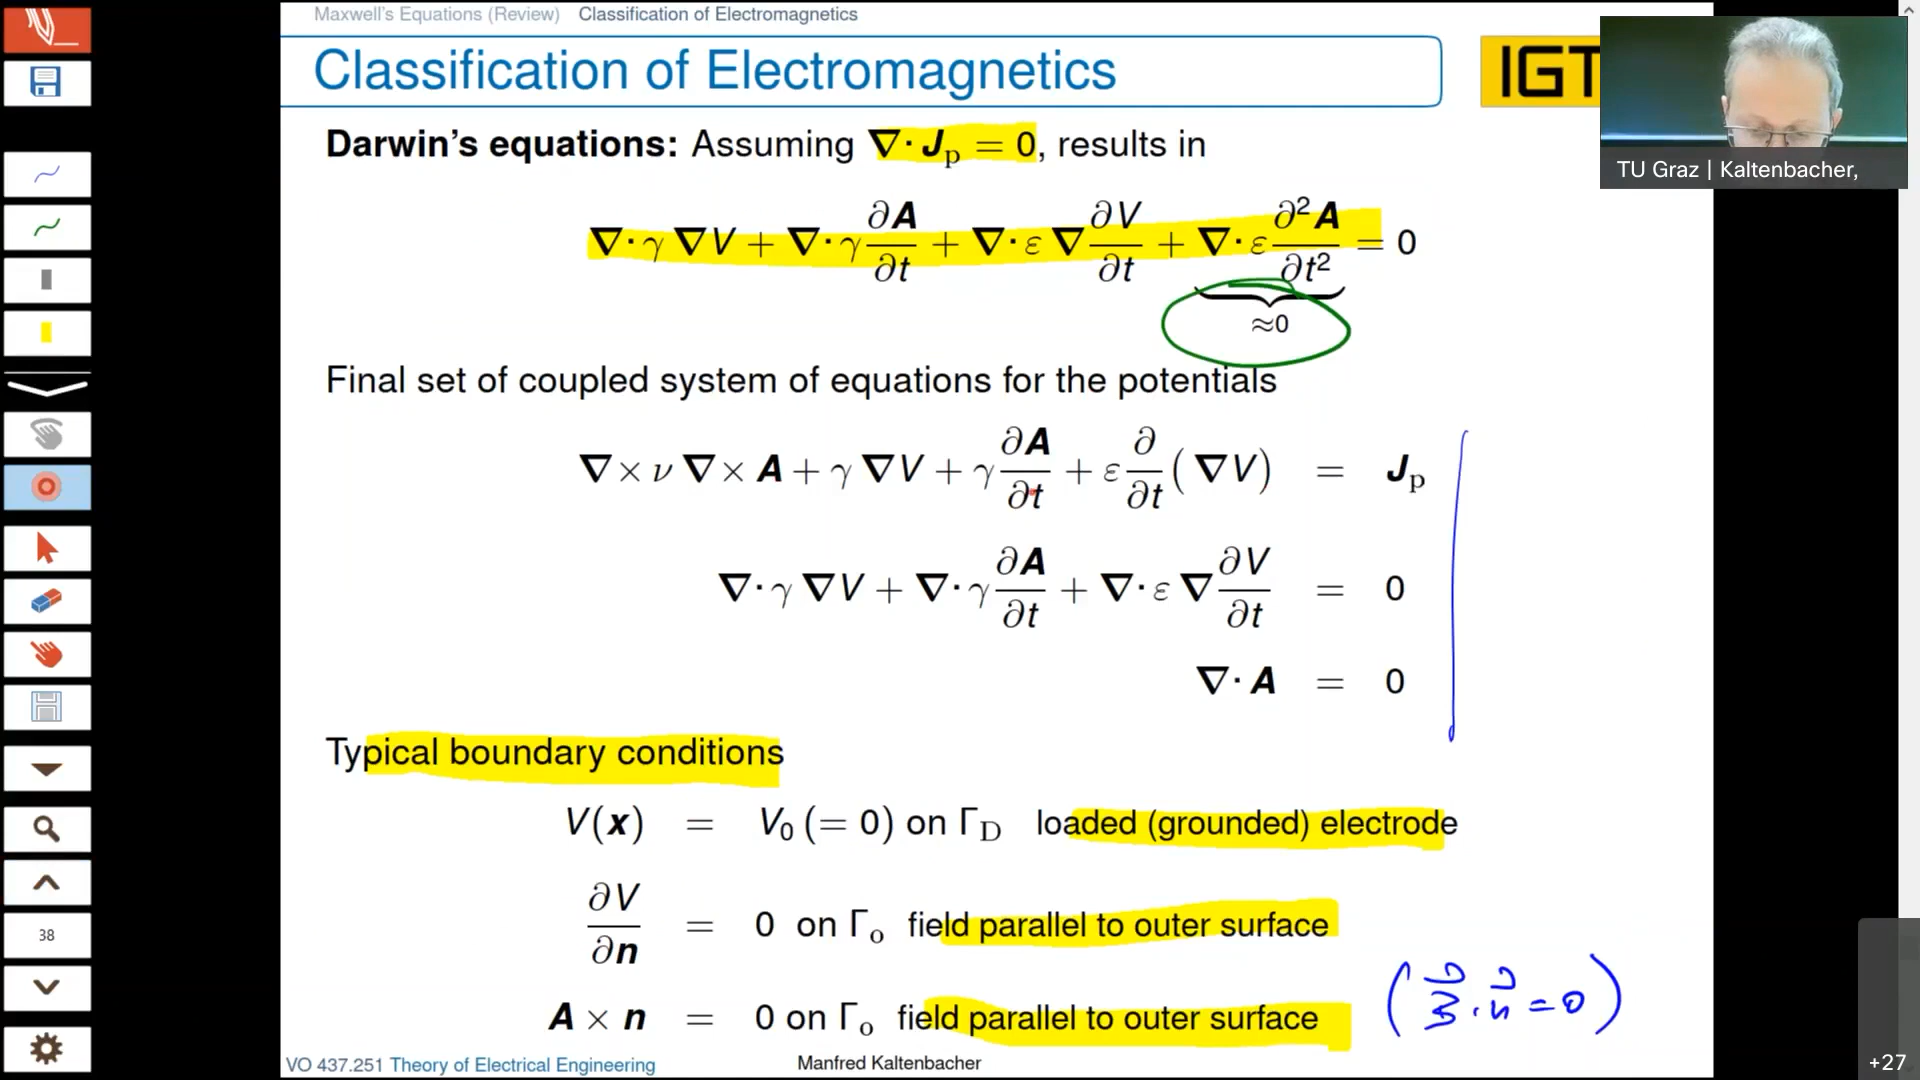 Maxwell's Equations (Review) Classification of Electromagnetics
Classification of Electromagnetics
IGT
TU Graz | Kaltenbacher,
Darwin's equations: Assuming ∇·J_p = 0, results in
∇·γ ∇V + ∇·γ ∂A/∂t + ∇·ε ∇ ∂V/∂t + ∇·ε ∂²A/∂t² = 0
≈0
Final set of coupled system of equations for the potentials
∇×ν ∇×A + γ ∇V + γ ∂A/∂t + ε ∂/∂t (∇V) = J_p
∇·γ ∇V + ∇·γ ∂A/∂t + ∇·ε ∇ ∂V/∂t = 0
∇·A = 0
Typical boundary conditions
V(x) = V₀ (= 0) on Γ_D loaded (grounded) electrode
∂V/∂n = 0 on Γ_o field parallel to outer surface
A × n = 0 on Γ_o field parallel to outer surface (B⃗·n⃗ = 0)
VO 437.251 Theory of Electrical Engineering Manfred Kaltenbacher
38
+27